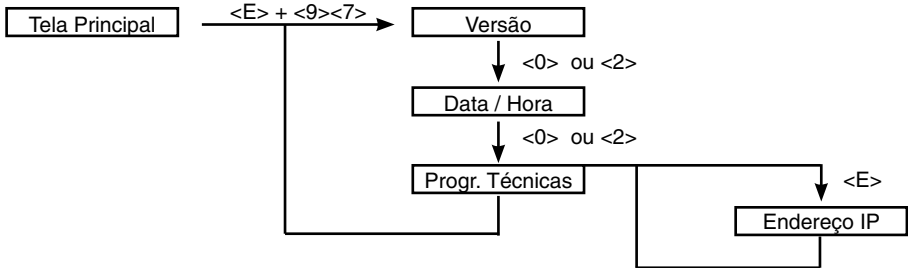 <E> + <9><7>
Tela Principal
Versão
<0> ou <2>
Data / Hora
<0> ou <2>
Progr. Técnicas
<E>
Endereço IP